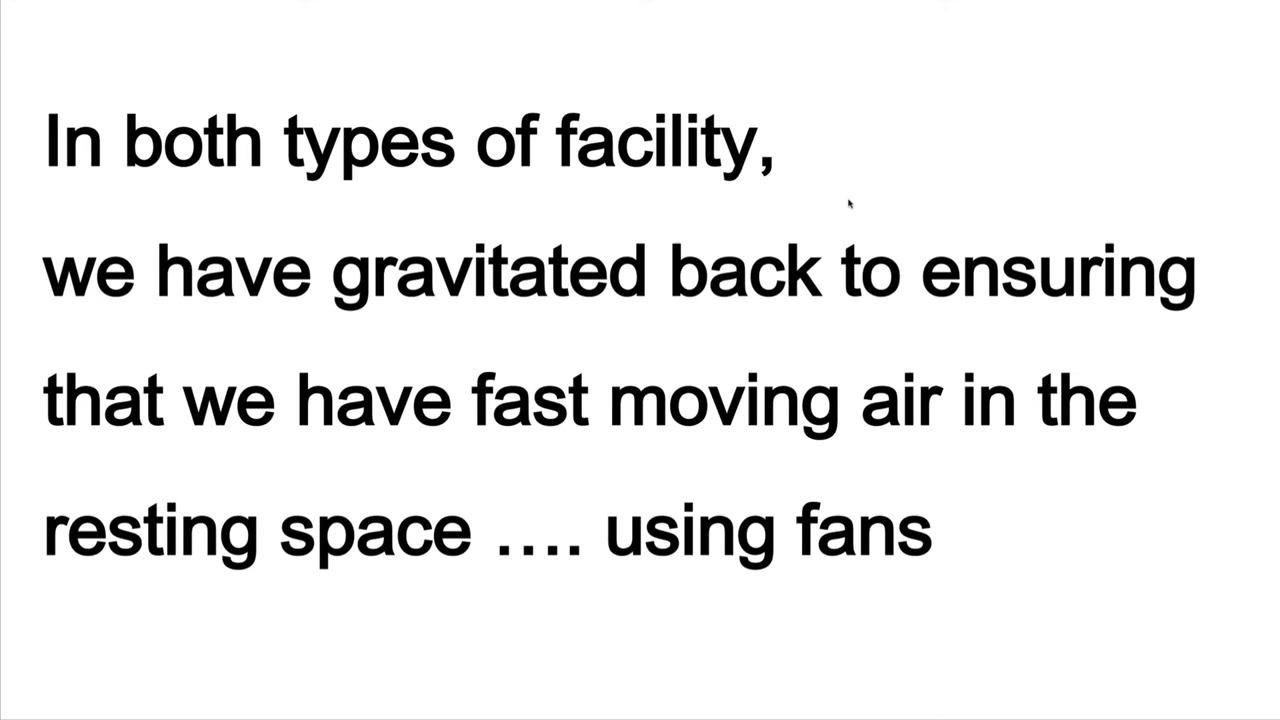 In both types of facility,
we have gravitated back to ensuring
that we have fast moving air in the
resting space .... using fans